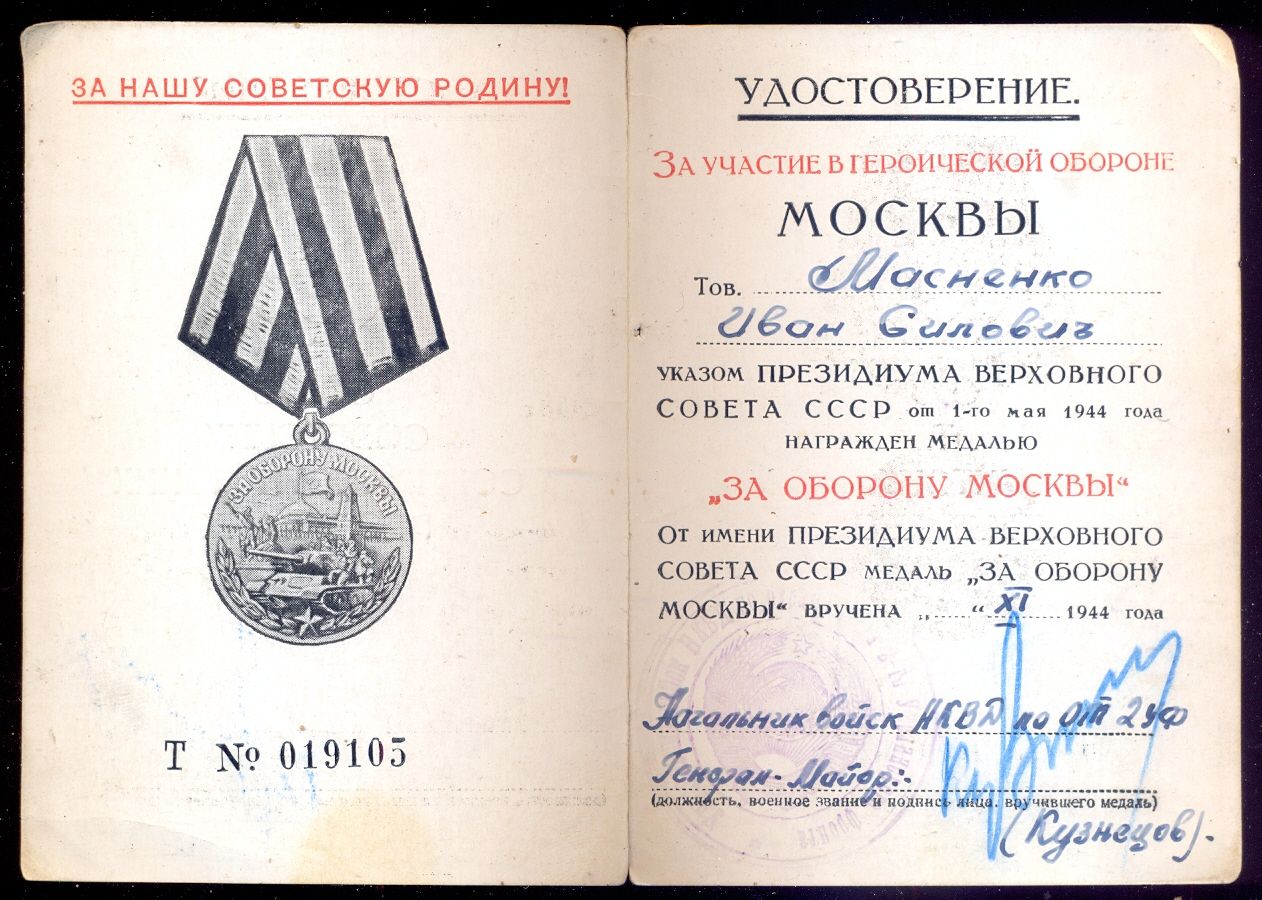 ЗА НАШУ СОВЕТСКУЮ РОДИНУ!
ЗА ОБОРОНУ МОСКВЫ
Т № 019105
УДОСТОВЕРЕНИЕ.
ЗА УЧАСТИЕ В ГЕРОИЧЕСКОЙ ОБОРОНЕ
МОСКВЫ
Тов. Масненко
Иван Силович
УКАЗОМ ПРЕЗИДИУМА ВЕРХОВНОГО
СОВЕТА СССР от 1-го мая 1944 года
НАГРАЖДЕН МЕДАЛЬЮ
„ЗА ОБОРОНУ МОСКВЫ“
ОТ ИМЕНИ ПРЕЗИДИУМА ВЕРХОВНОГО
СОВЕТА СССР МЕДАЛЬ „ЗА ОБОРОНУ
МОСКВЫ“ ВРУЧЕНА „......“ XI 1944 года
Начальник войск НКВД по ОТ 2УФ
Генерал-Майор:-
(должность, военное звание и подпись лица, вручившего медаль)
(Кузнецов).